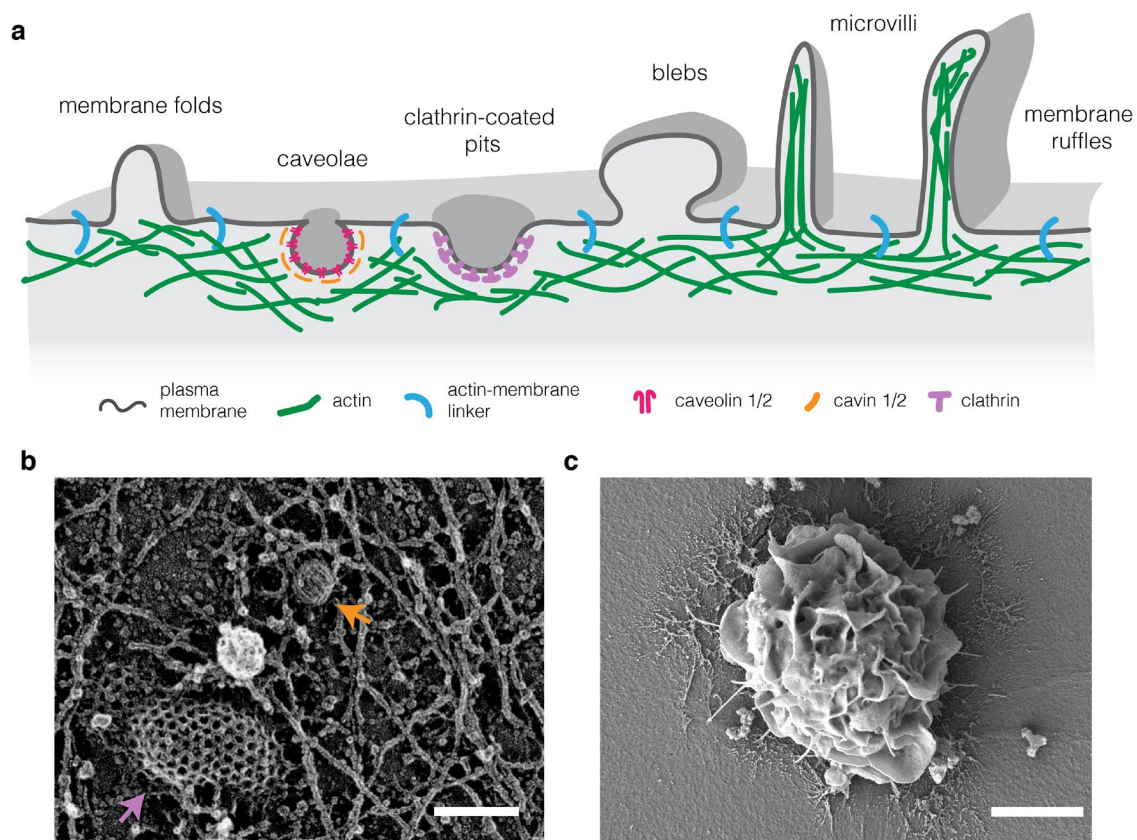 a
microvilli
blebs
membrane folds
clathrin-coated
pits
caveolae
membrane
ruffles
plasma
membrane
actin
actin-membrane
linker
caveolin 1/2
cavin 1/2
clathrin
b
c